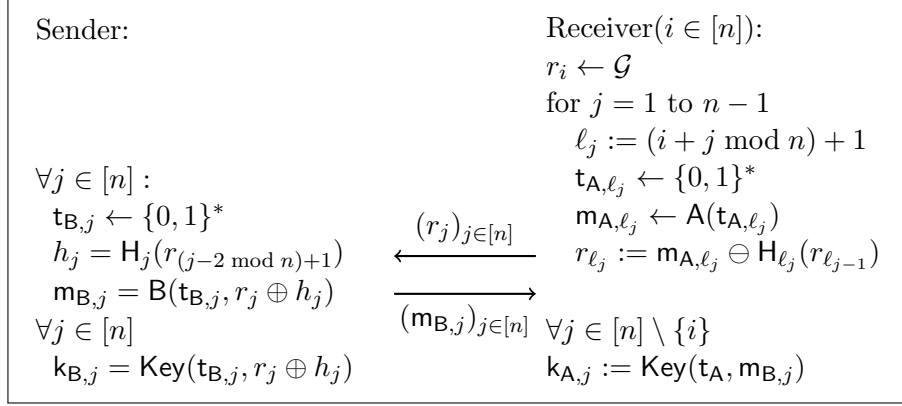 Sender:
Receiver(i ∈ [n]):
r_i ← 𝒢
for j = 1 to n − 1
ℓ_j := (i + j mod n) + 1
∀j ∈ [n] :
t_{A,ℓ_j} ← {0, 1}^*
t_{B,j} ← {0, 1}^*
m_{A,ℓ_j} ← A(t_{A,ℓ_j})
(r_j)_{j∈[n]}
h_j = H_j(r_{(j−2 mod n)+1})
r_{ℓ_j} := m_{A,ℓ_j} ⊖ H_{ℓ_j}(r_{ℓ_{j−1}})
m_{B,j} = B(t_{B,j}, r_j ⊕ h_j)
(m_{B,j})_{j∈[n]}
∀j ∈ [n]
∀j ∈ [n] \ {i}
k_{B,j} = Key(t_{B,j}, r_j ⊕ h_j)
k_{A,j} := Key(t_A, m_{B,j})